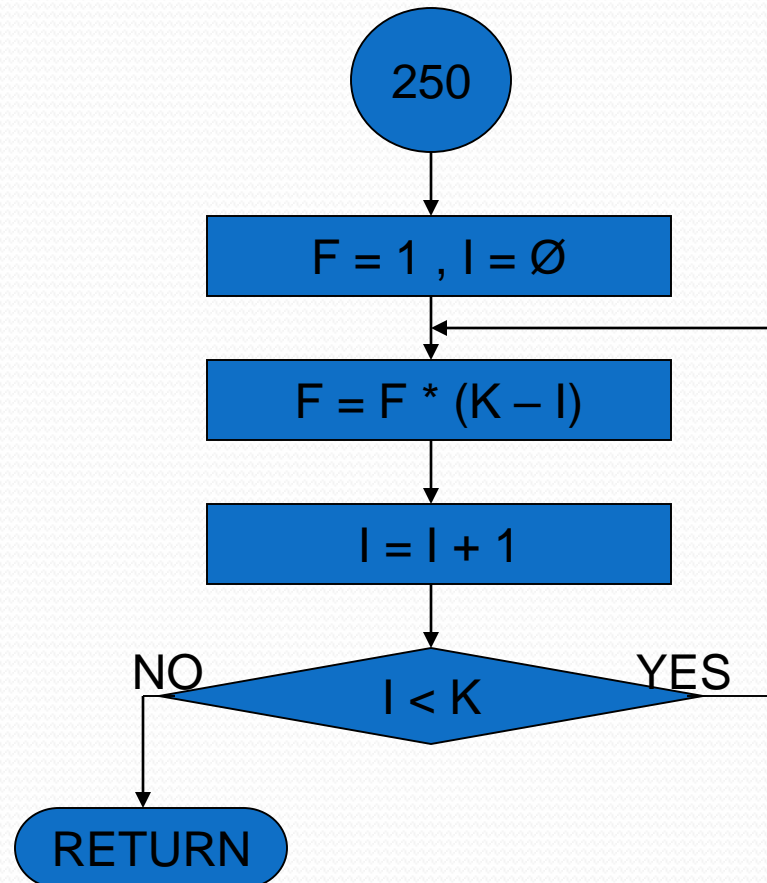 250
F = 1 , I = Ø
F = F * (K – I)
I = I + 1
NO
I < K
YES
RETURN